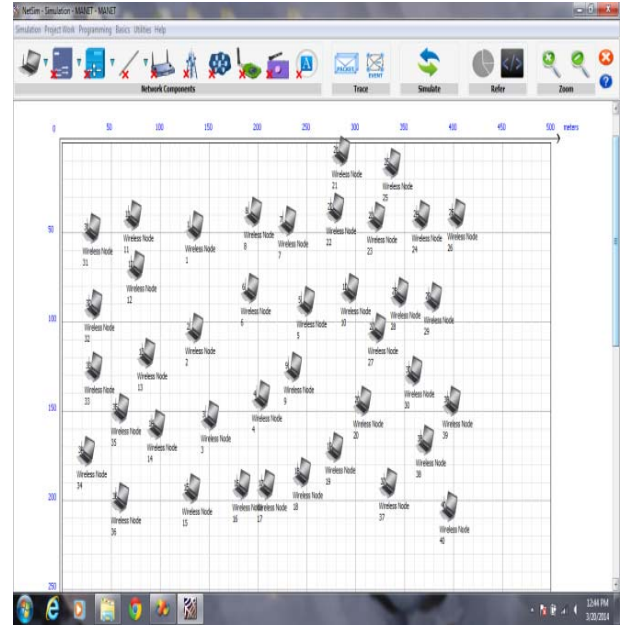 NetSim - Simulation - MANET - MANET
Simulation Project Work Programming Basics Utilities Help
PACKET
EVENT
Network Components
Trace
Simulate
Refer
Zoom
0 50 100 150 200 250 300 350 400 450 500 meters
Wireless Node
21
Wireless Node
25
50
Wireless Node
31
Wireless Node
11
Wireless Node
1
Wireless Node
8
Wireless Node
7
Wireless Node
22
Wireless Node
23
Wireless Node
24
Wireless Node
26
Wireless Node
12
100
Wireless Node
32
Wireless Node
2
Wireless Node
6
Wireless Node
5
Wireless Node
10
Wireless Node
28
Wireless Node
29
Wireless Node
27
Wireless Node
33
Wireless Node
13
Wireless Node
9
Wireless Node
30
150
Wireless Node
35
Wireless Node
14
Wireless Node
3
Wireless Node
4
Wireless Node
20
Wireless Node
39
Wireless Node
34
Wireless Node
19
Wireless Node
38
200
Wireless Node
36
Wireless Node
15
Wireless Node
16
Wireless Node
17
Wireless Node
18
Wireless Node
37
Wireless Node
40
250
12:44 PM
3/20/2014